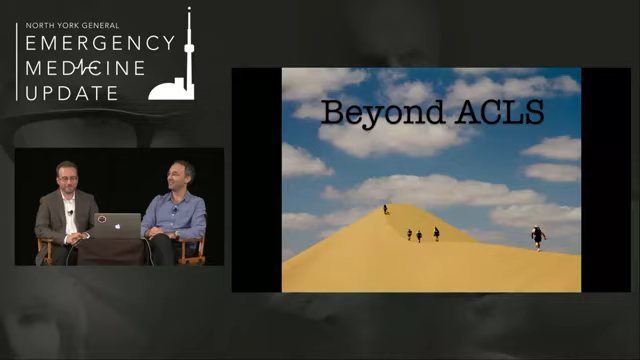 NORTH YORK GENERAL
EMERGENCY
MEDICINE
UPDATE
Beyond ACLS